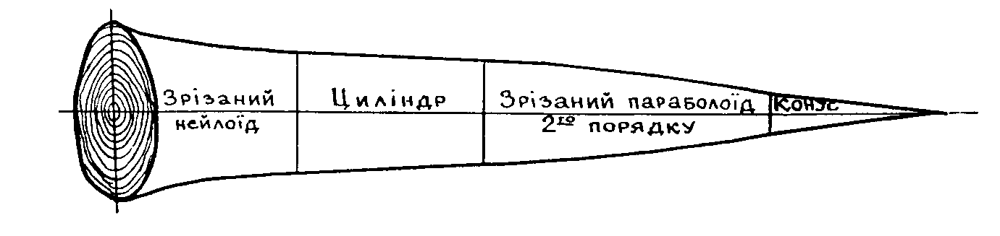 Зрізаний
нейлоїд
Циліндр
Зрізаний параболоїд
2го порядку
Конус